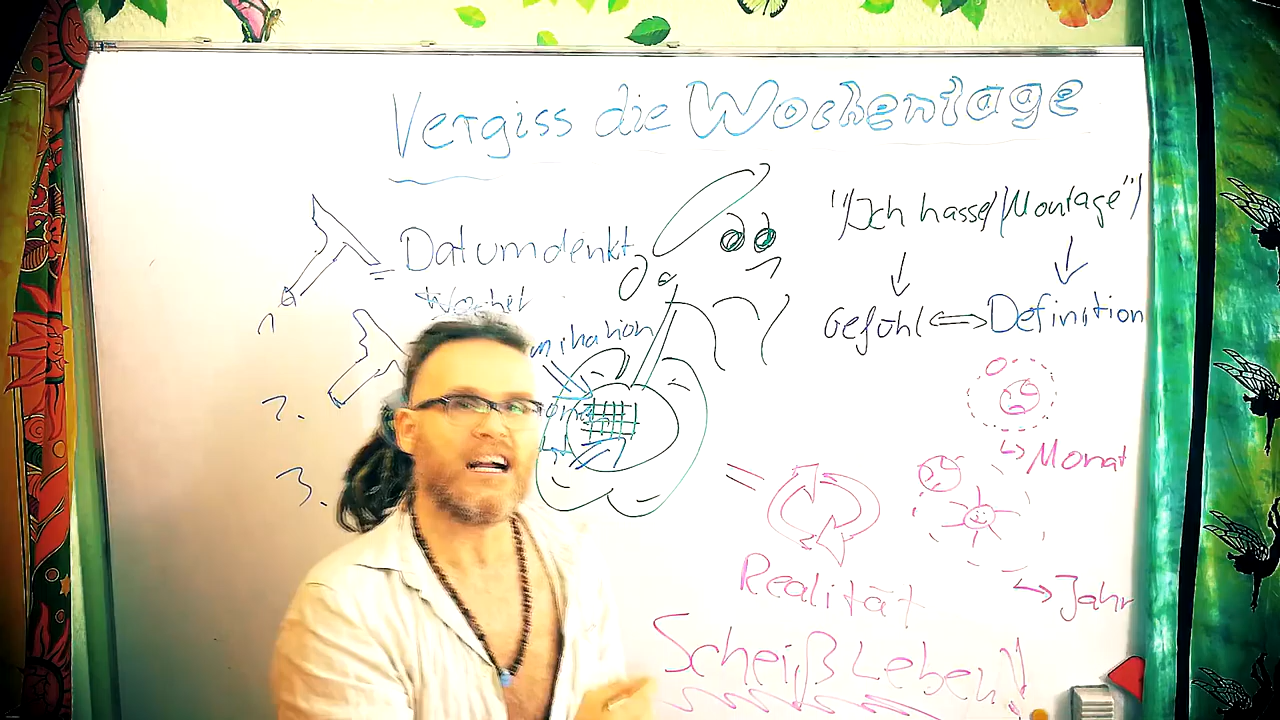 Vergiss die Wochentage
1
Datumdenkt
2.
3.
"Ich hasse Montage"
Gefühl <=> Definition
Monat
Jahr
=
Realität
Scheiß Leben!